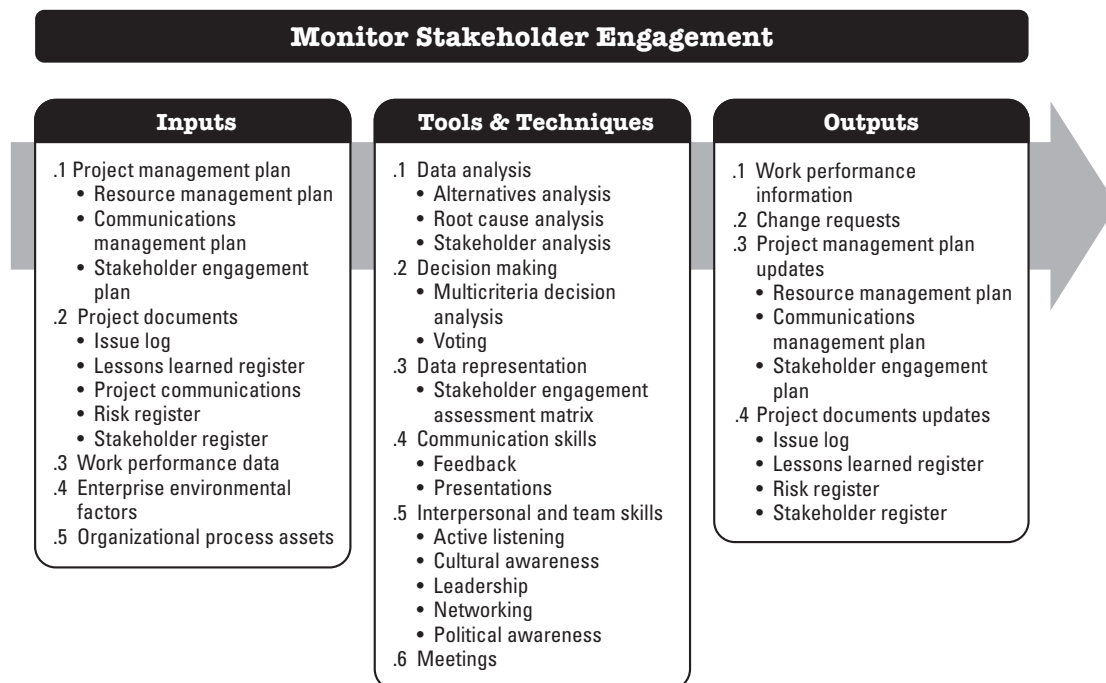 Monitor Stakeholder Engagement
Inputs
.1 Project management plan
• Resource management plan
• Communications
management plan
• Stakeholder engagement
plan
.2 Project documents
• Issue log
• Lessons learned register
• Project communications
• Risk register
• Stakeholder register
.3 Work performance data
.4 Enterprise environmental
factors
.5 Organizational process assets
Tools & Techniques
.1 Data analysis
• Alternatives analysis
• Root cause analysis
• Stakeholder analysis
.2 Decision making
• Multicriteria decision
analysis
• Voting
.3 Data representation
• Stakeholder engagement
assessment matrix
.4 Communication skills
• Feedback
• Presentations
.5 Interpersonal and team skills
• Active listening
• Cultural awareness
• Leadership
• Networking
• Political awareness
.6 Meetings
Outputs
.1 Work performance
information
.2 Change requests
.3 Project management plan
updates
• Resource management plan
• Communications
management plan
• Stakeholder engagement
plan
.4 Project documents updates
• Issue log
• Lessons learned register
• Risk register
• Stakeholder register